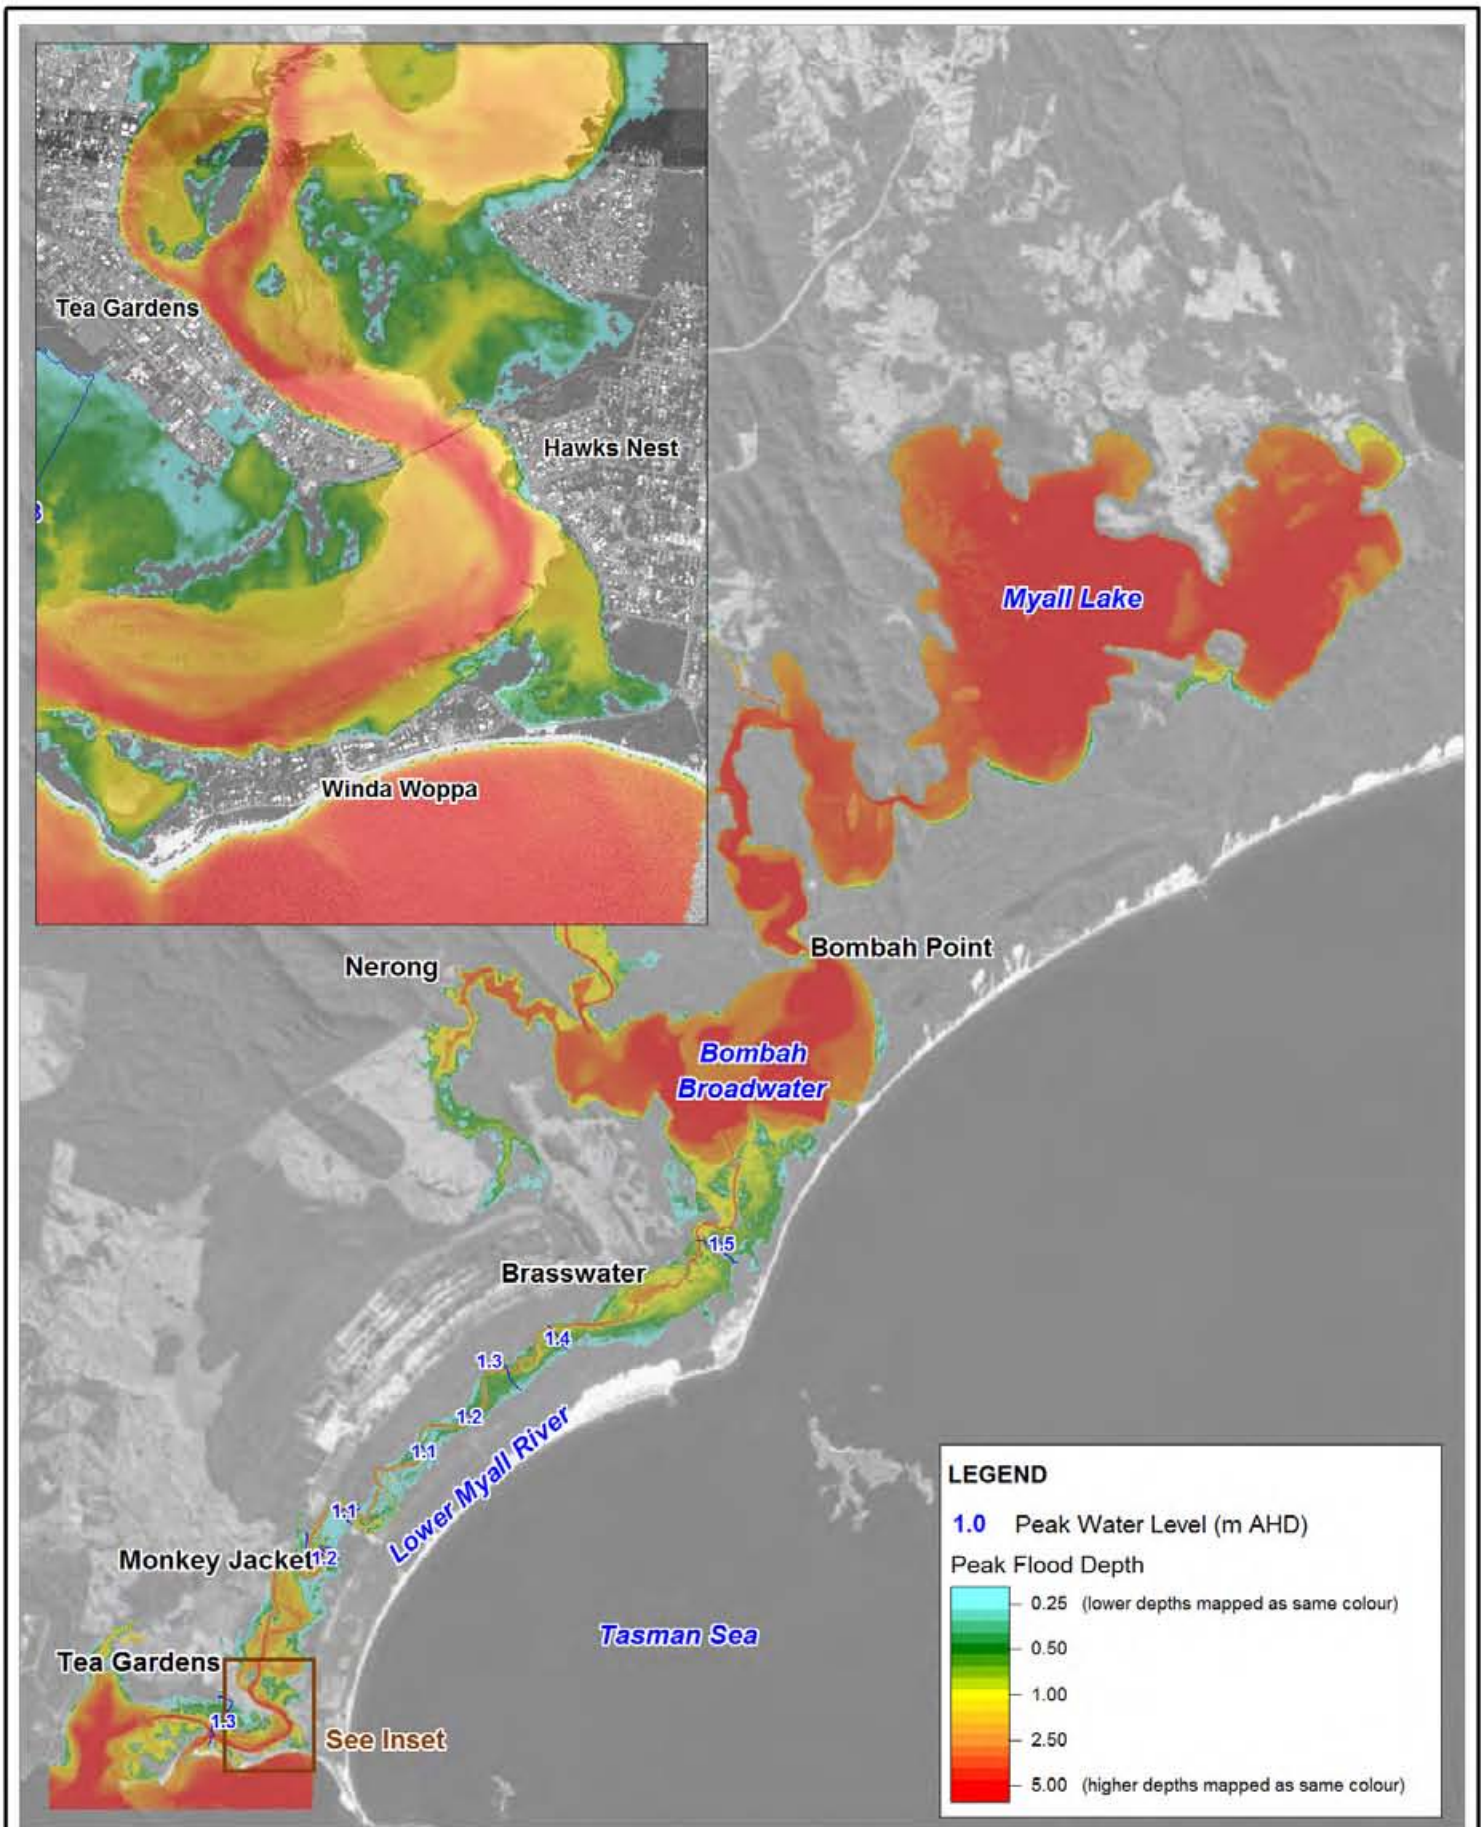 Tea Gardens
Hawks Nest
Winda Woppa
Myall Lake
Bombah Point
Nerong
Bombah
Broadwater
1.5
Brasswater
1.4
1.3
1.2
1.1
Lower Myall River
1.1
Monkey Jacket
1.2
Tasman Sea
Tea Gardens
1.3
See Inset
LEGEND
1.0 Peak Water Level (m AHD)
Peak Flood Depth
0.25 (lower depths mapped as same colour)
0.50
1.00
2.50
5.00 (higher depths mapped as same colour)